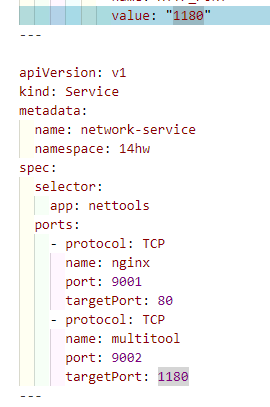 value: "1180"
---
apiVersion: v1
kind: Service
metadata:
  name: network-service
  namespace: 14hw
spec:
  selector:
    app: nettools
  ports:
    - protocol: TCP
      name: nginx
      port: 9001
      targetPort: 80
    - protocol: TCP
      name: multitool
      port: 9002
      targetPort: 1180
---